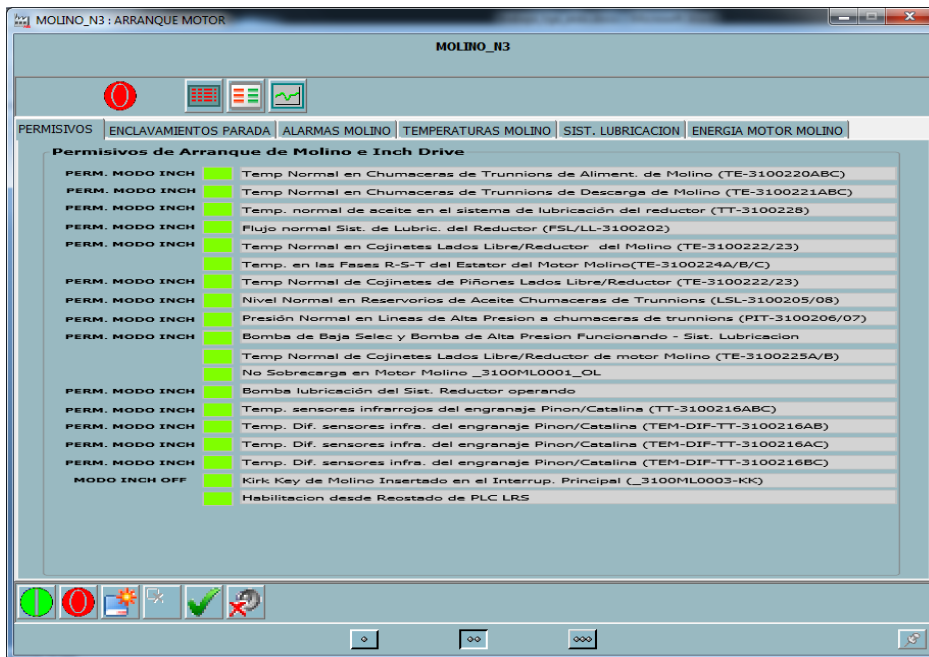 MOLINO_N3 : ARRANQUE MOTOR
MOLINO_N3
PERMISIVOS ENCLAVAMIENTOS PARADA ALARMAS MOLINO TEMPERATURAS MOLINO SIST. LUBRICACION ENERGIA MOTOR MOLINO
Permisivos de Arranque de Molino e Inch Drive
PERM. MODO INCH Temp Normal en Chumaceras de Trunnions de Aliment. de Molino (TE-3100220ABC)
PERM. MODO INCH Temp Normal en Chumaceras de Trunnions de Descarga de Molino (TE-3100221ABC)
PERM. MODO INCH Temp. normal de aceite en el sistema de lubricación del reductor (TT-3100228)
PERM. MODO INCH Flujo normal Sist. de Lubric. del Reductor (FSL/LL-3100202)
PERM. MODO INCH Temp Normal en Cojinetes Lados Libre/Reductor del Molino (TE-3100222/23)
Temp. en las Fases R-S-T del Estator del Motor Molino(TE-3100224A/B/C)
PERM. MODO INCH Temp Normal de Cojinetes de Piñones Lados Libre/Reductor (TE-3100222/23)
PERM. MODO INCH Nivel Normal en Reservorios de Aceite Chumaceras de Trunnions (LSL-3100205/08)
PERM. MODO INCH Presión Normal en Lineas de Alta Presion a chumaceras de trunnions (PIT-3100206/07)
PERM. MODO INCH Bomba de Baja Selec y Bomba de Alta Presion Funcionando - Sist. Lubricacion
Temp Normal de Cojinetes Lados Libre/Reductor de motor Molino (TE-3100225A/B)
No Sobrecarga en Motor Molino _3100ML0001_OL
PERM. MODO INCH Bomba lubricación del Sist. Reductor operando
PERM. MODO INCH Temp. sensores infrarrojos del engranaje Pinon/Catalina (TT-3100216ABC)
PERM. MODO INCH Temp. Dif. sensores infra. del engranaje Pinon/Catalina (TEM-DIF-TT-3100216AB)
PERM. MODO INCH Temp. Dif. sensores infra. del engranaje Pinon/Catalina (TEM-DIF-TT-3100216AC)
PERM. MODO INCH Temp. Dif. sensores infra. del engranaje Pinon/Catalina (TEM-DIF-TT-3100216BC)
MODO INCH OFF Kirk Key de Molino Insertado en el Interrup. Principal (_3100ML0003-KK)
Habilitacion desde Reostado de PLC LRS